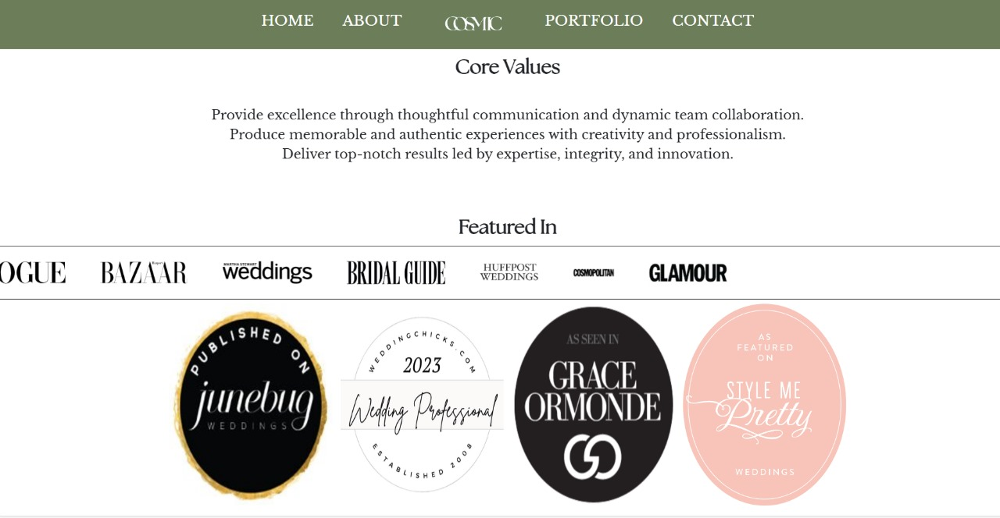 HOME ABOUT COSMIC PORTFOLIO CONTACT
Core Values
Provide excellence through thoughtful communication and dynamic team collaboration.
Produce memorable and authentic experiences with creativity and professionalism.
Deliver top-notch results led by expertise, integrity, and innovation.
Featured In
OGUE
Harper's
BAZAAR
MARTHA STEWART
weddings
BRIDAL GUIDE
HUFFPOST
WEDDINGS
COSMOPOLITAN
GLAMOUR
PUBLISHED ON
junebug
WEDDINGS
WEDDINGCHICKS.COM
2023
Wedding Professional
ESTABLISHED 2008
AS SEEN IN
GRACE
ORMONDE
GO
AS
FEATURED
ON
STYLE ME
Pretty
WEDDINGS